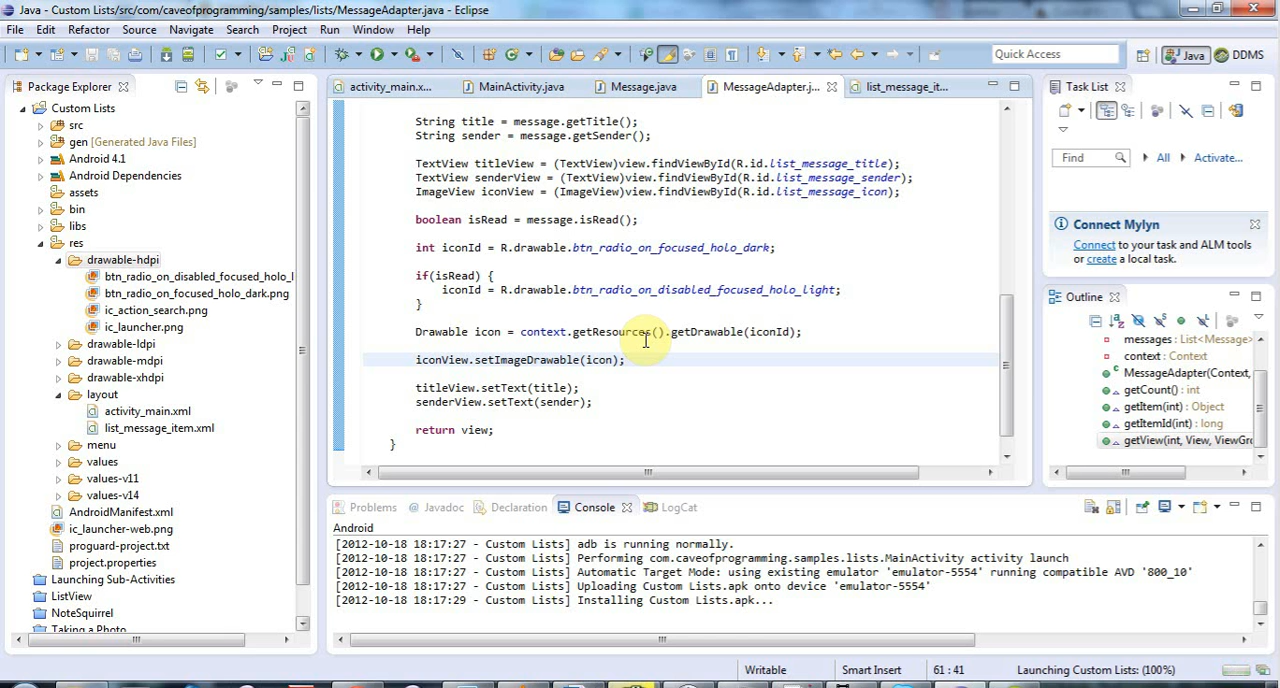 Java - Custom Lists/src/com/caveofprogramming/samples/lists/MessageAdapter.java - Eclipse
File Edit Refactor Source Navigate Search Project Run Window Help
Quick Access Java DDMS
Package Explorer
Custom Lists
src
gen [Generated Java Files]
Android 4.1
Android Dependencies
assets
bin
libs
res
drawable-hdpi
btn_radio_on_disabled_focused_holo_l
btn_radio_on_focused_holo_dark.png
ic_action_search.png
ic_launcher.png
drawable-ldpi
drawable-mdpi
drawable-xhdpi
layout
activity_main.xml
list_message_item.xml
menu
values
values-v11
values-v14
AndroidManifest.xml
ic_launcher-web.png
proguard-project.txt
project.properties
Launching Sub-Activities
ListView
NoteSquirrel
Taking a Photo
activity_main.x... MainActivity.java Message.java MessageAdapter.j... list_message_it...
String title = message.getTitle();
String sender = message.getSender();
TextView titleView = (TextView)view.findViewById(R.id.list_message_title);
TextView senderView = (TextView)view.findViewById(R.id.list_message_sender);
ImageView iconView = (ImageView)view.findViewById(R.id.list_message_icon);
boolean isRead = message.isRead();
int iconId = R.drawable.btn_radio_on_focused_holo_dark;
if(isRead) {
iconId = R.drawable.btn_radio_on_disabled_focused_holo_light;
}
Drawable icon = context.getResources().getDrawable(iconId);
iconView.setImageDrawable(icon);
titleView.setText(title);
senderView.setText(sender);
return view;
}
Task List
Find All Activate...
Connect Mylyn
Connect to your task and ALM tools
or create a local task.
Outline
messages : List<Message>
context : Context
MessageAdapter(Context,
getCount() : int
getItem(int) : Object
getItemId(int) : long
getView(int, View, ViewGro
Problems Javadoc Declaration Console LogCat
Android
[2012-10-18 18:17:27 - Custom Lists] adb is running normally.
[2012-10-18 18:17:27 - Custom Lists] Performing com.caveofprogramming.samples.lists.MainActivity activity launch
[2012-10-18 18:17:27 - Custom Lists] Automatic Target Mode: using existing emulator 'emulator-5554' running compatible AVD '800_10'
[2012-10-18 18:17:27 - Custom Lists] Uploading Custom Lists.apk onto device 'emulator-5554'
[2012-10-18 18:17:29 - Custom Lists] Installing Custom Lists.apk...
Writable Smart Insert 61 : 41 Launching Custom Lists: (100%)